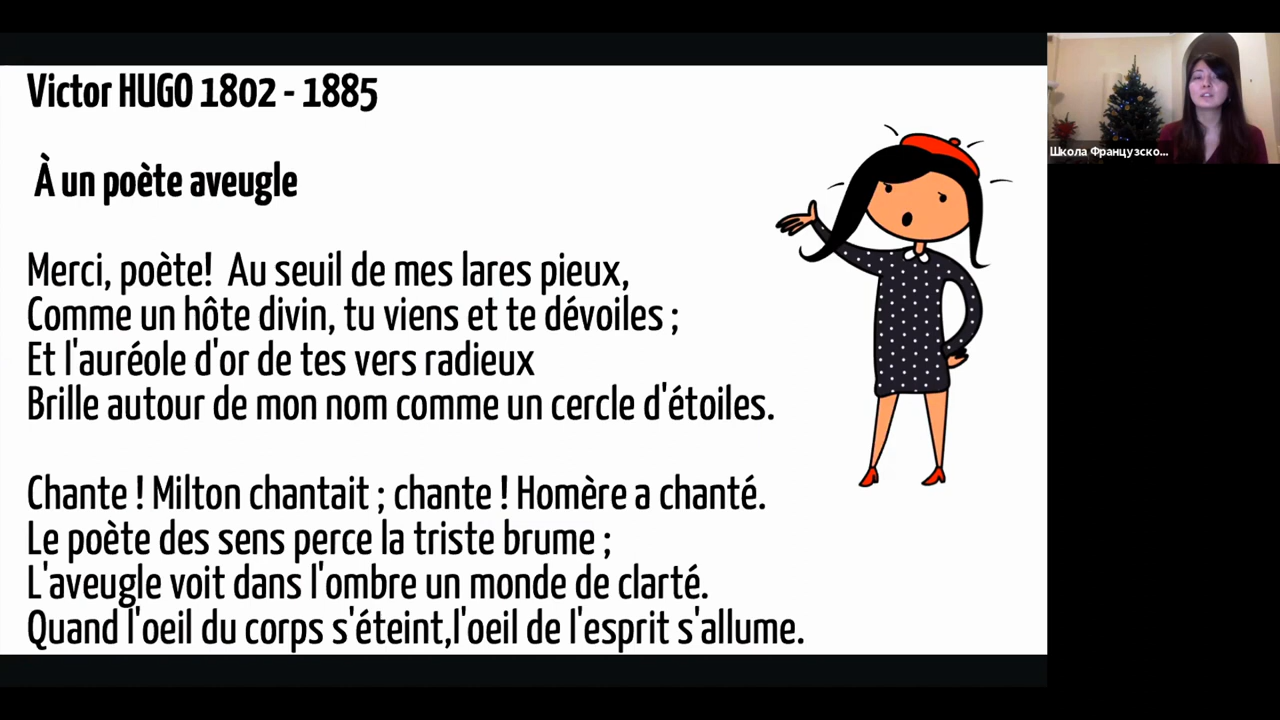 Victor HUGO 1802 - 1885
À un poète aveugle
Merci, poète! Au seuil de mes lares pieux,
Comme un hôte divin, tu viens et te dévoiles ;
Et l'auréole d'or de tes vers radieux
Brille autour de mon nom comme un cercle d'étoiles.
Chante ! Milton chantait ; chante ! Homère a chanté.
Le poète des sens perce la triste brume ;
L'aveugle voit dans l'ombre un monde de clarté.
Quand l'oeil du corps s'éteint,l'oeil de l'esprit s'allume.
Школа Французско...